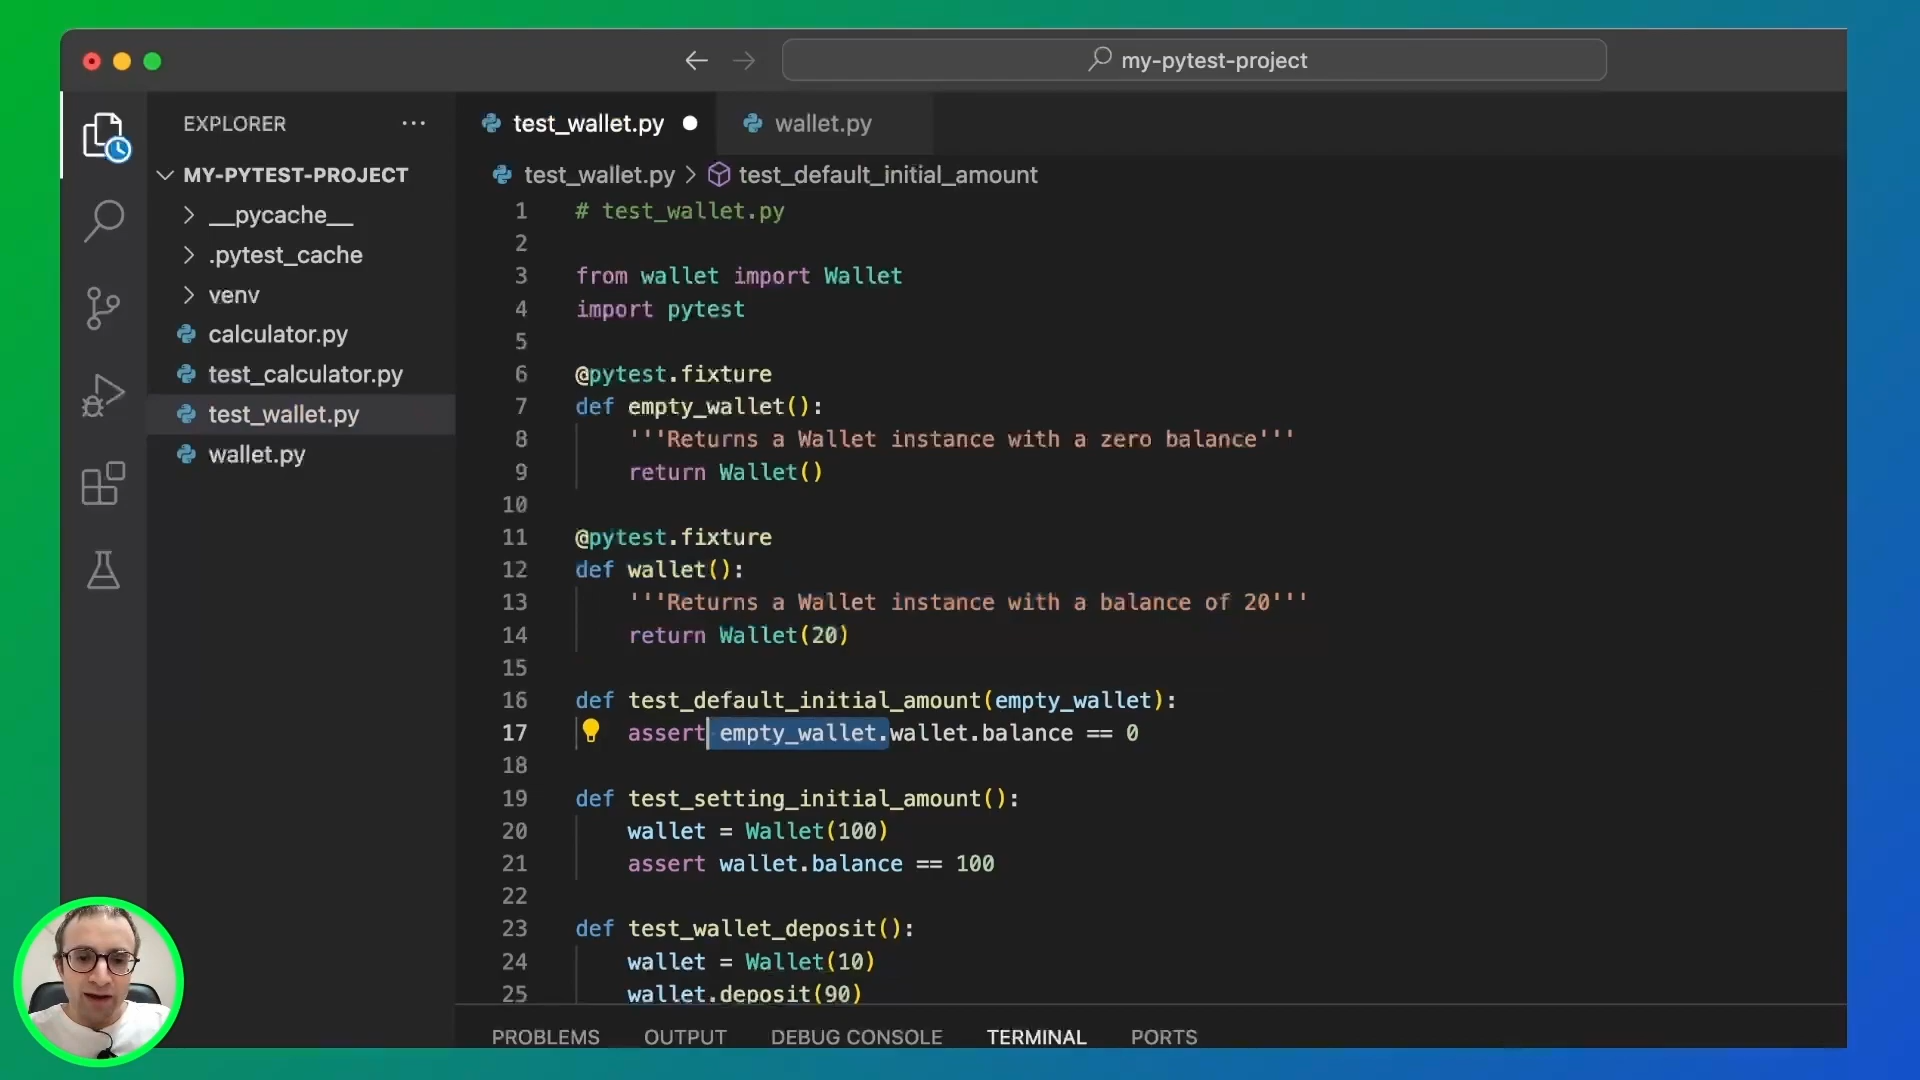 my-pytest-project
EXPLORER
MY-PYTEST-PROJECT
__pycache__
.pytest_cache
venv
calculator.py
test_calculator.py
test_wallet.py
wallet.py
test_wallet.py wallet.py
test_wallet.py > test_default_initial_amount
1 # test_wallet.py
2
3 from wallet import Wallet
4 import pytest
5
6 @pytest.fixture
7 def empty_wallet():
8 '''Returns a Wallet instance with a zero balance'''
9 return Wallet()
10
11 @pytest.fixture
12 def wallet():
13 '''Returns a Wallet instance with a balance of 20'''
14 return Wallet(20)
15
16 def test_default_initial_amount(empty_wallet):
17 assert empty_wallet.wallet.balance == 0
18
19 def test_setting_initial_amount():
20 wallet = Wallet(100)
21 assert wallet.balance == 100
22
23 def test_wallet_deposit():
24 wallet = Wallet(10)
25 wallet.deposit(90)
PROBLEMS OUTPUT DEBUG CONSOLE TERMINAL PORTS